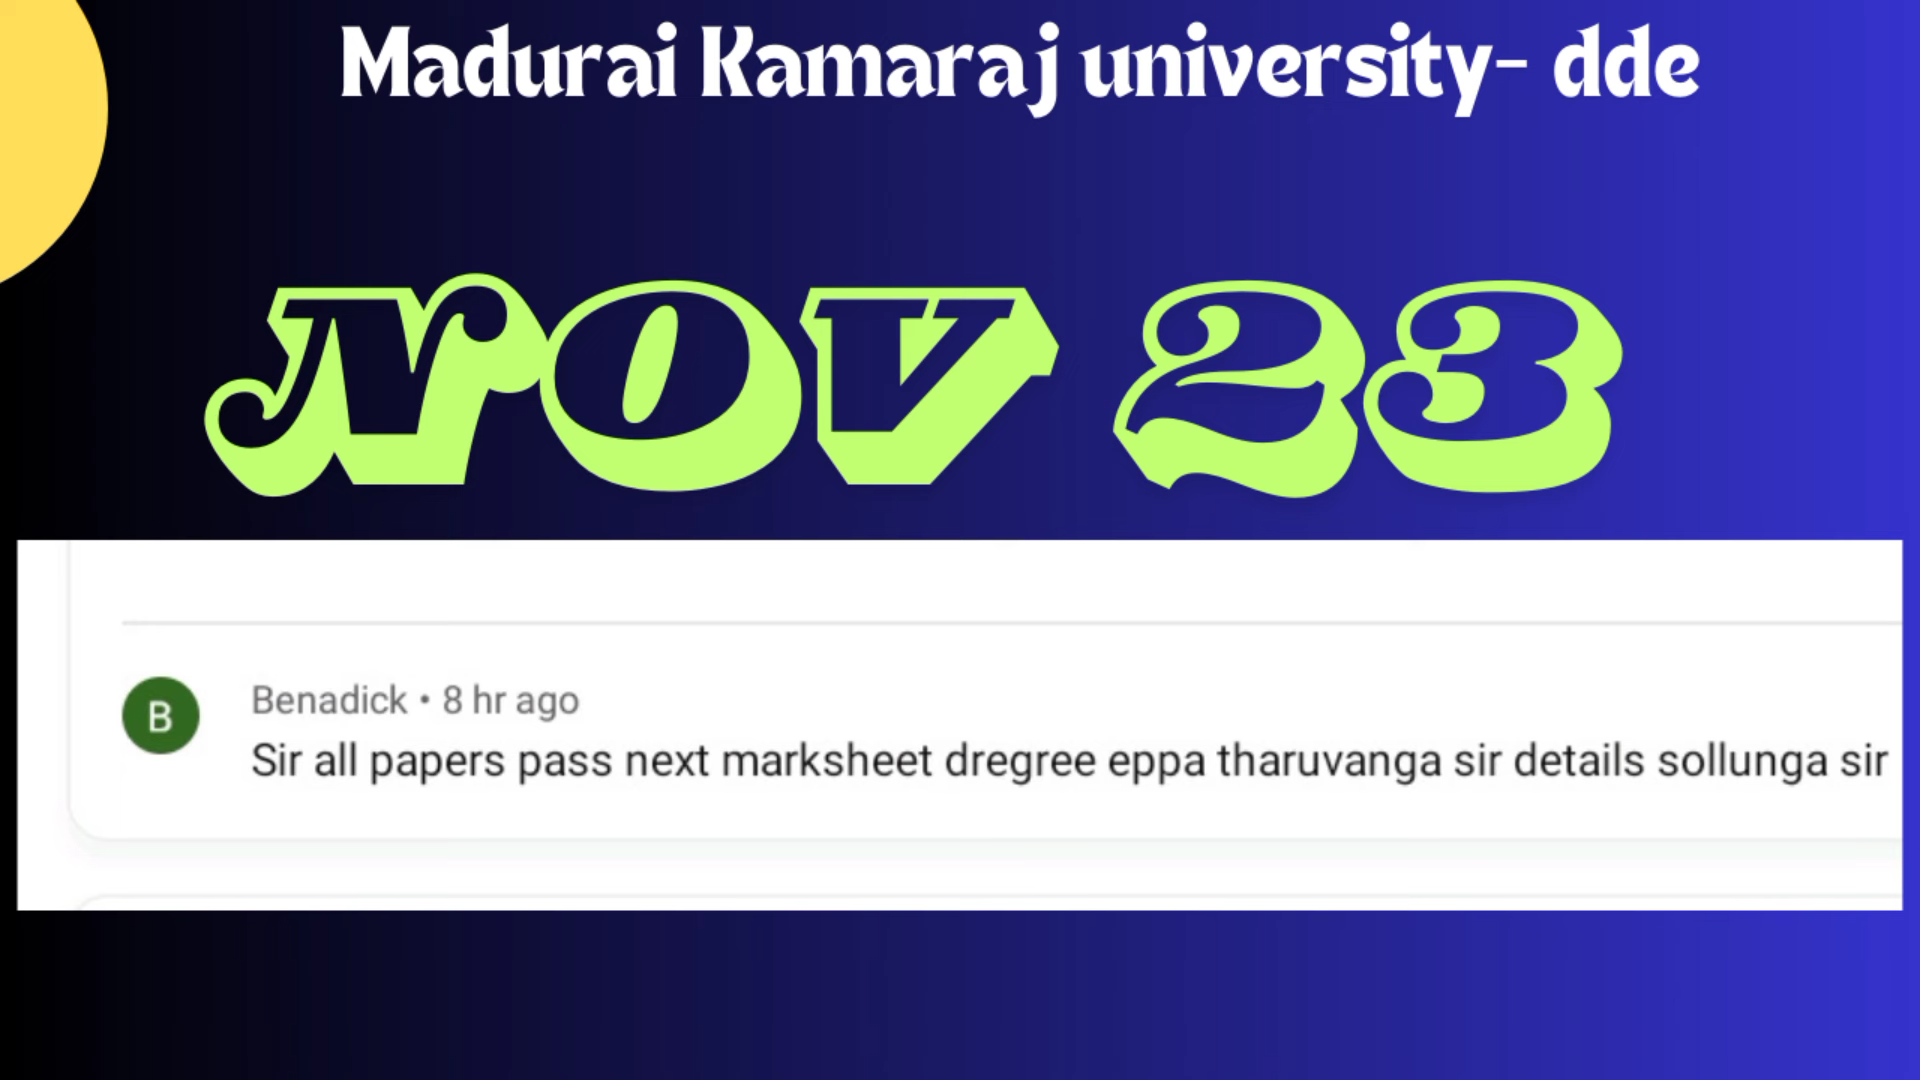 Madurai Kamaraj university- dde
NOV 23
B
Benadick • 8 hr ago
Sir all papers pass next marksheet dregree eppa tharuvanga sir details sollunga sir